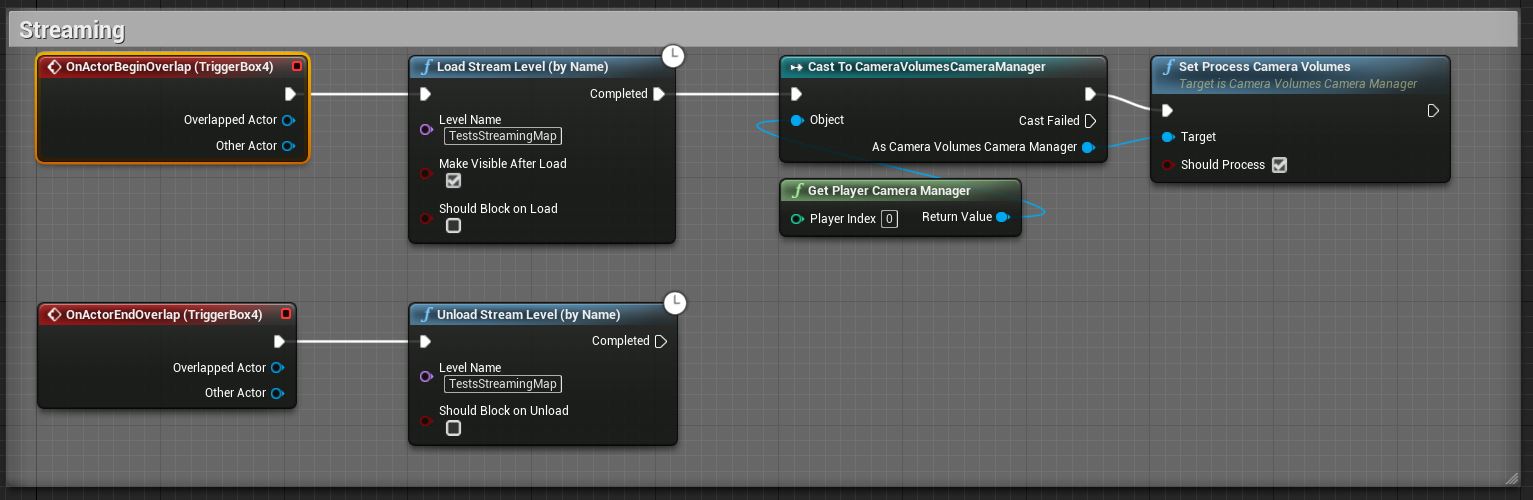 Streaming
OnActorBeginOverlap (TriggerBox4)
Overlapped Actor
Other Actor
f Load Stream Level (by Name)
Completed
Level Name
TestsStreamingMap
Make Visible After Load
Should Block on Load
Cast To CameraVolumesCameraManager
Object
Cast Failed
As Camera Volumes Camera Manager
f Get Player Camera Manager
Player Index 0
Return Value
f Set Process Camera Volumes
Target is Camera Volumes Camera Manager
Target
Should Process
OnActorEndOverlap (TriggerBox4)
Overlapped Actor
Other Actor
f Unload Stream Level (by Name)
Completed
Level Name
TestsStreamingMap
Should Block on Unload